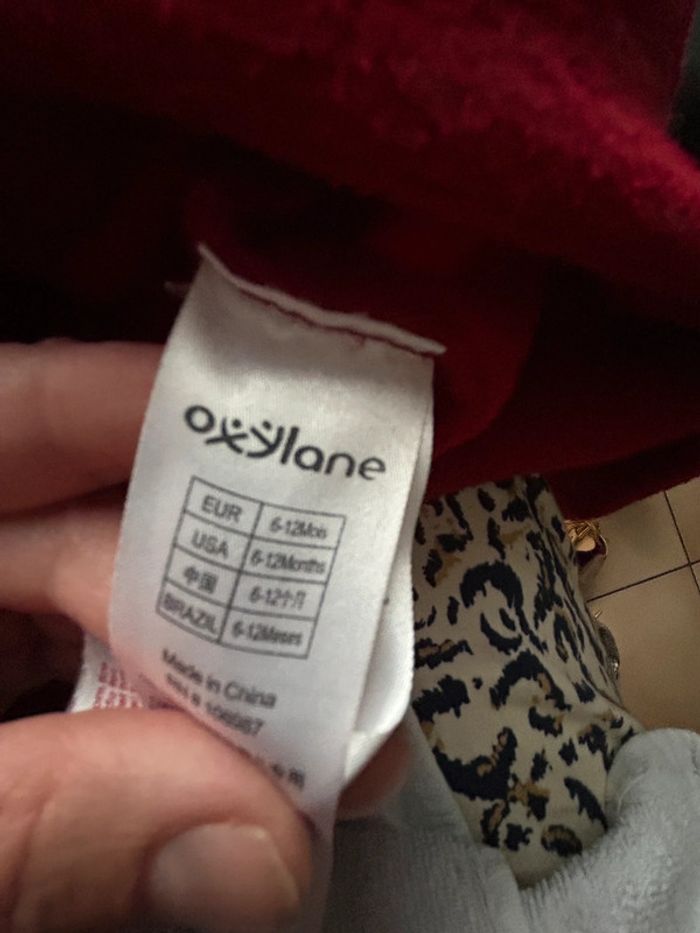 oxylane
EUR 6-12Mois
USA 6-12Months
中国 6-12个月
BRAZIL 6-12Meses
Made in China